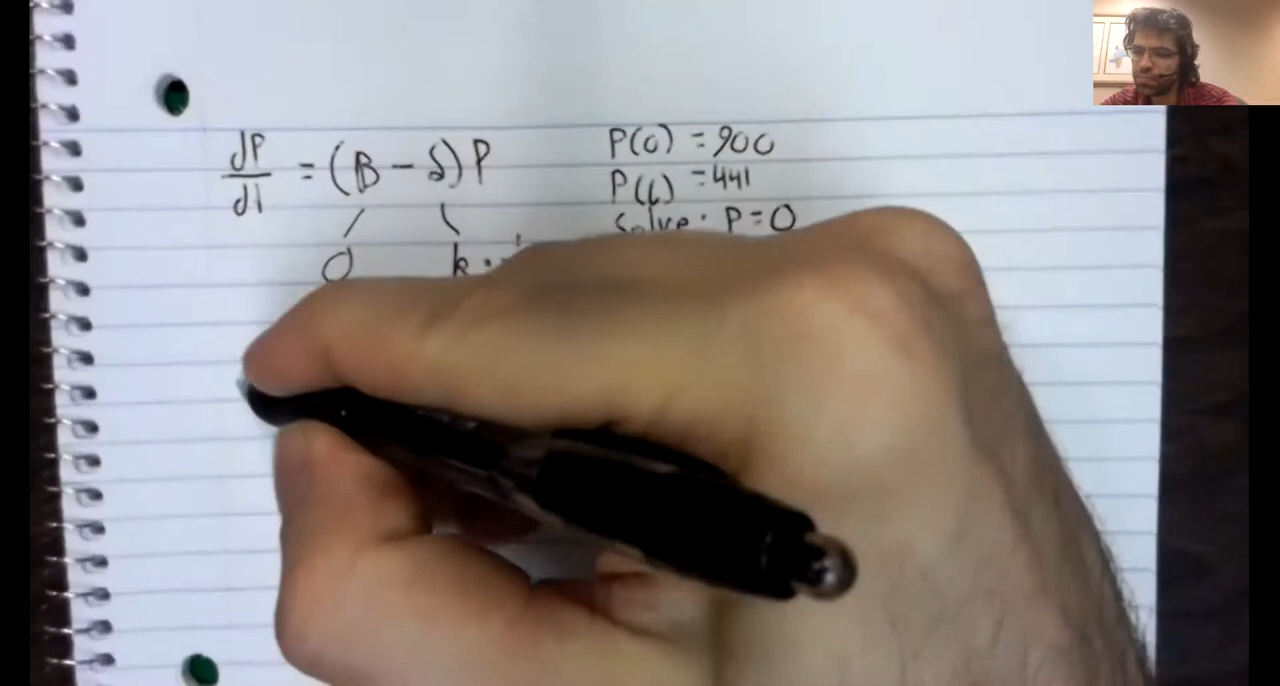 dP/dt = (B - δ)P
P(0) = 900
P(6) = 441
Solve: P=0
0 k ·